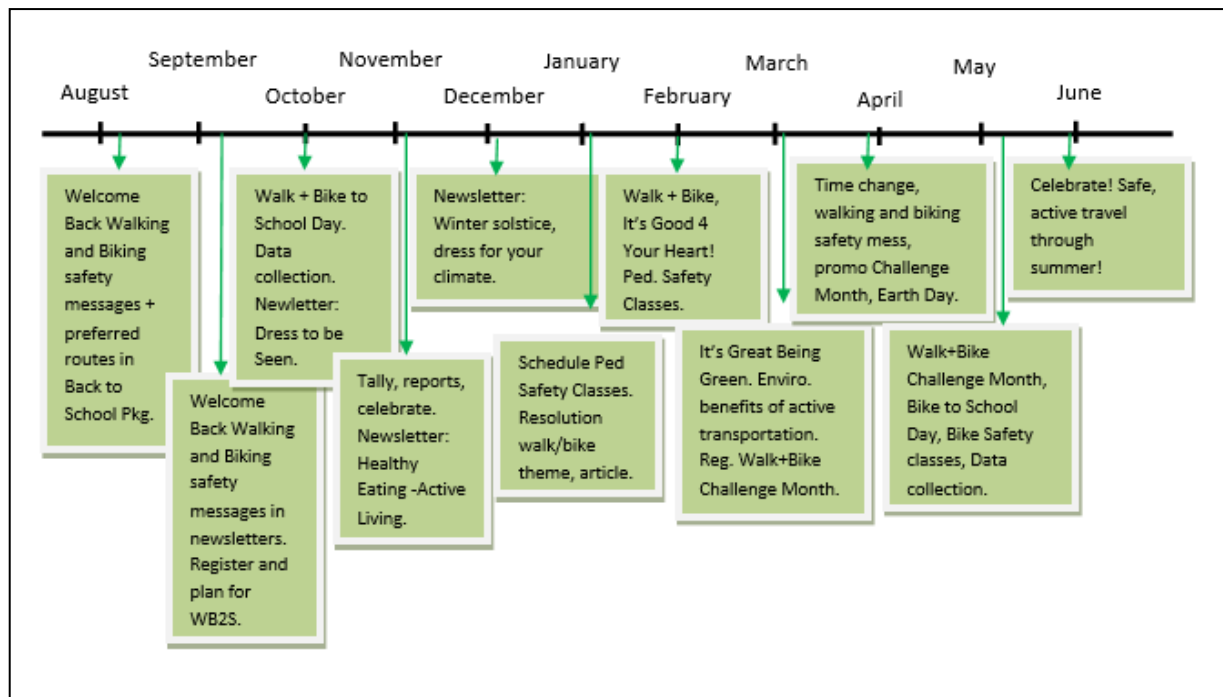 September
November
January
March
May
August
October
December
February
April
June
Welcome
Back Walking
and Biking
safety
messages +
preferred
routes in
Back to
School Pkg.
Welcome
Back Walking
and Biking
safety
messages in
newsletters.
Register and
plan for
WB2S.
Walk + Bike to
School Day.
Data
collection.
Newletter:
Dress to be
Seen.
Tally, reports,
celebrate.
Newsletter:
Healthy
Eating -Active
Living.
Newsletter:
Winter solstice,
dress for your
climate.
Schedule Ped
Safety Classes.
Resolution
walk/bike
theme, article.
Walk + Bike,
It's Good 4
Your Heart!
Ped. Safety
Classes.
It's Great Being
Green. Enviro.
benefits of active
transportation.
Reg. Walk+Bike
Challenge Month.
Time change,
walking and biking
safety mess,
promo Challenge
Month, Earth Day.
Walk+Bike
Challenge Month,
Bike to School
Day, Bike Safety
classes, Data
collection.
Celebrate! Safe,
active travel
through
summer!